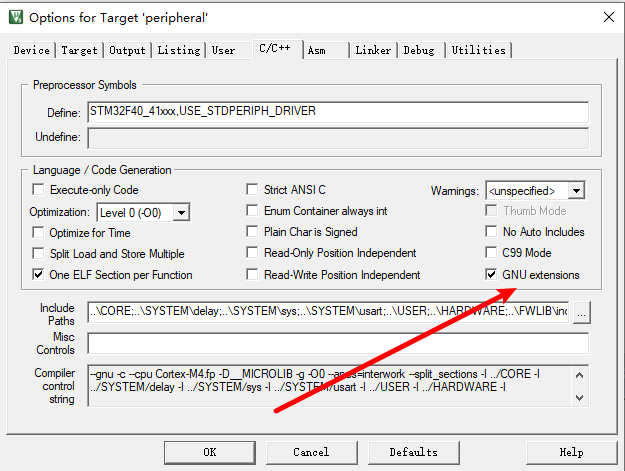 Options for Target 'peripheral'
Device Target Output Listing User C/C++ Asm Linker Debug Utilities
Preprocessor Symbols
Define: STM32F40_41xxx,USE_STDPERIPH_DRIVER
Undefine:
Language / Code Generation
Execute-only Code Strict ANSI C Warnings: <unspecified>
Optimization: Level 0 (-O0) Enum Container always int Thumb Mode
Optimize for Time Plain Char is Signed No Auto Includes
Split Load and Store Multiple Read-Only Position Independent C99 Mode
One ELF Section per Function Read-Write Position Independent GNU extensions
Include Paths ..\CORE;..\SYSTEM\delay;..\SYSTEM\sys;..\SYSTEM\usart;..\USER;..\HARDWARE;..\FWLIB\inc ...
Misc Controls
Compiler control string --gnu -c --cpu Cortex-M4.fp -D__MICROLIB -g -O0 --apcs=interwork --split_sections -I ../CORE -I
../SYSTEM/delay -I ../SYSTEM/sys -I ../SYSTEM/usart -I ../USER -I ../HARDWARE -I
OK Cancel Defaults Help